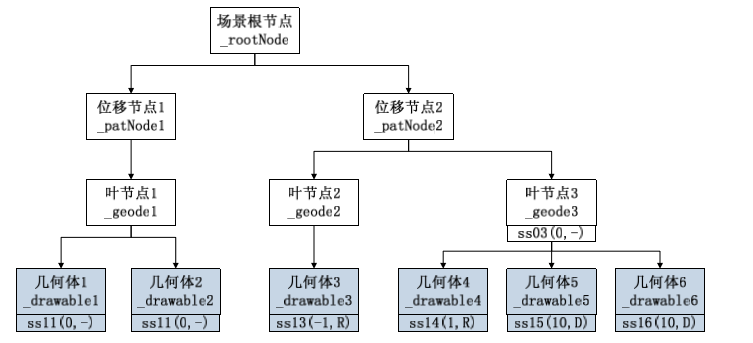 场景根节点
_rootNode
位移节点1
_patNode1
位移节点2
_patNode2
叶节点1
_geode1
叶节点2
_geode2
叶节点3
_geode3
ss03(0,-)
几何体1
_drawable1
ss11(0,-)
几何体2
_drawable2
ss11(0,-)
几何体3
_drawable3
ss13(-1,R)
几何体4
_drawable4
ss14(1,R)
几何体5
_drawable5
ss15(10,D)
几何体6
_drawable6
ss16(10,D)